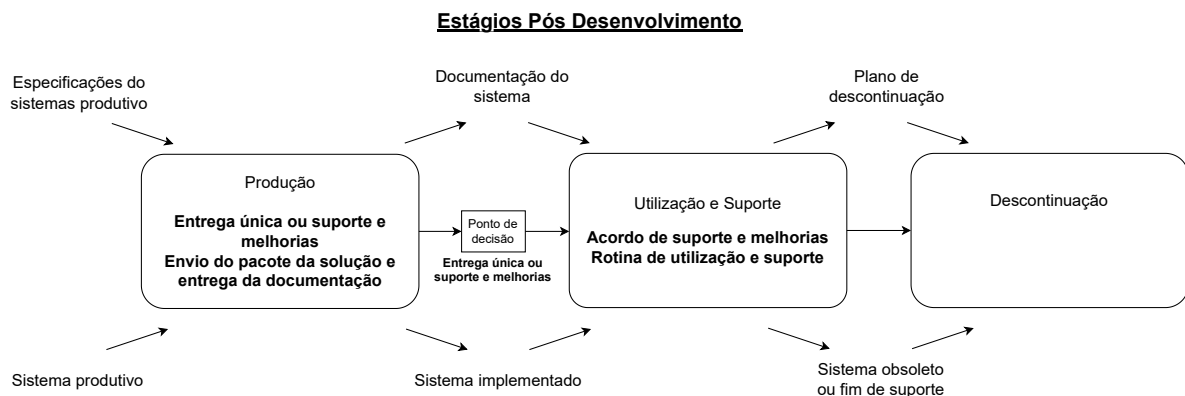 Estágios Pós Desenvolvimento
Especificações do
sistemas produtivo
Documentação do
sistema
Plano de
descontinuação
Produção
Entrega única ou suporte e
melhorias
Envio do pacote da solução e
entrega da documentação
Ponto de
decisão
Entrega única ou
suporte e melhorias
Utilização e Suporte
Acordo de suporte e melhorias
Rotina de utilização e suporte
Descontinuação
Sistema produtivo
Sistema implementado
Sistema obsoleto
ou fim de suporte